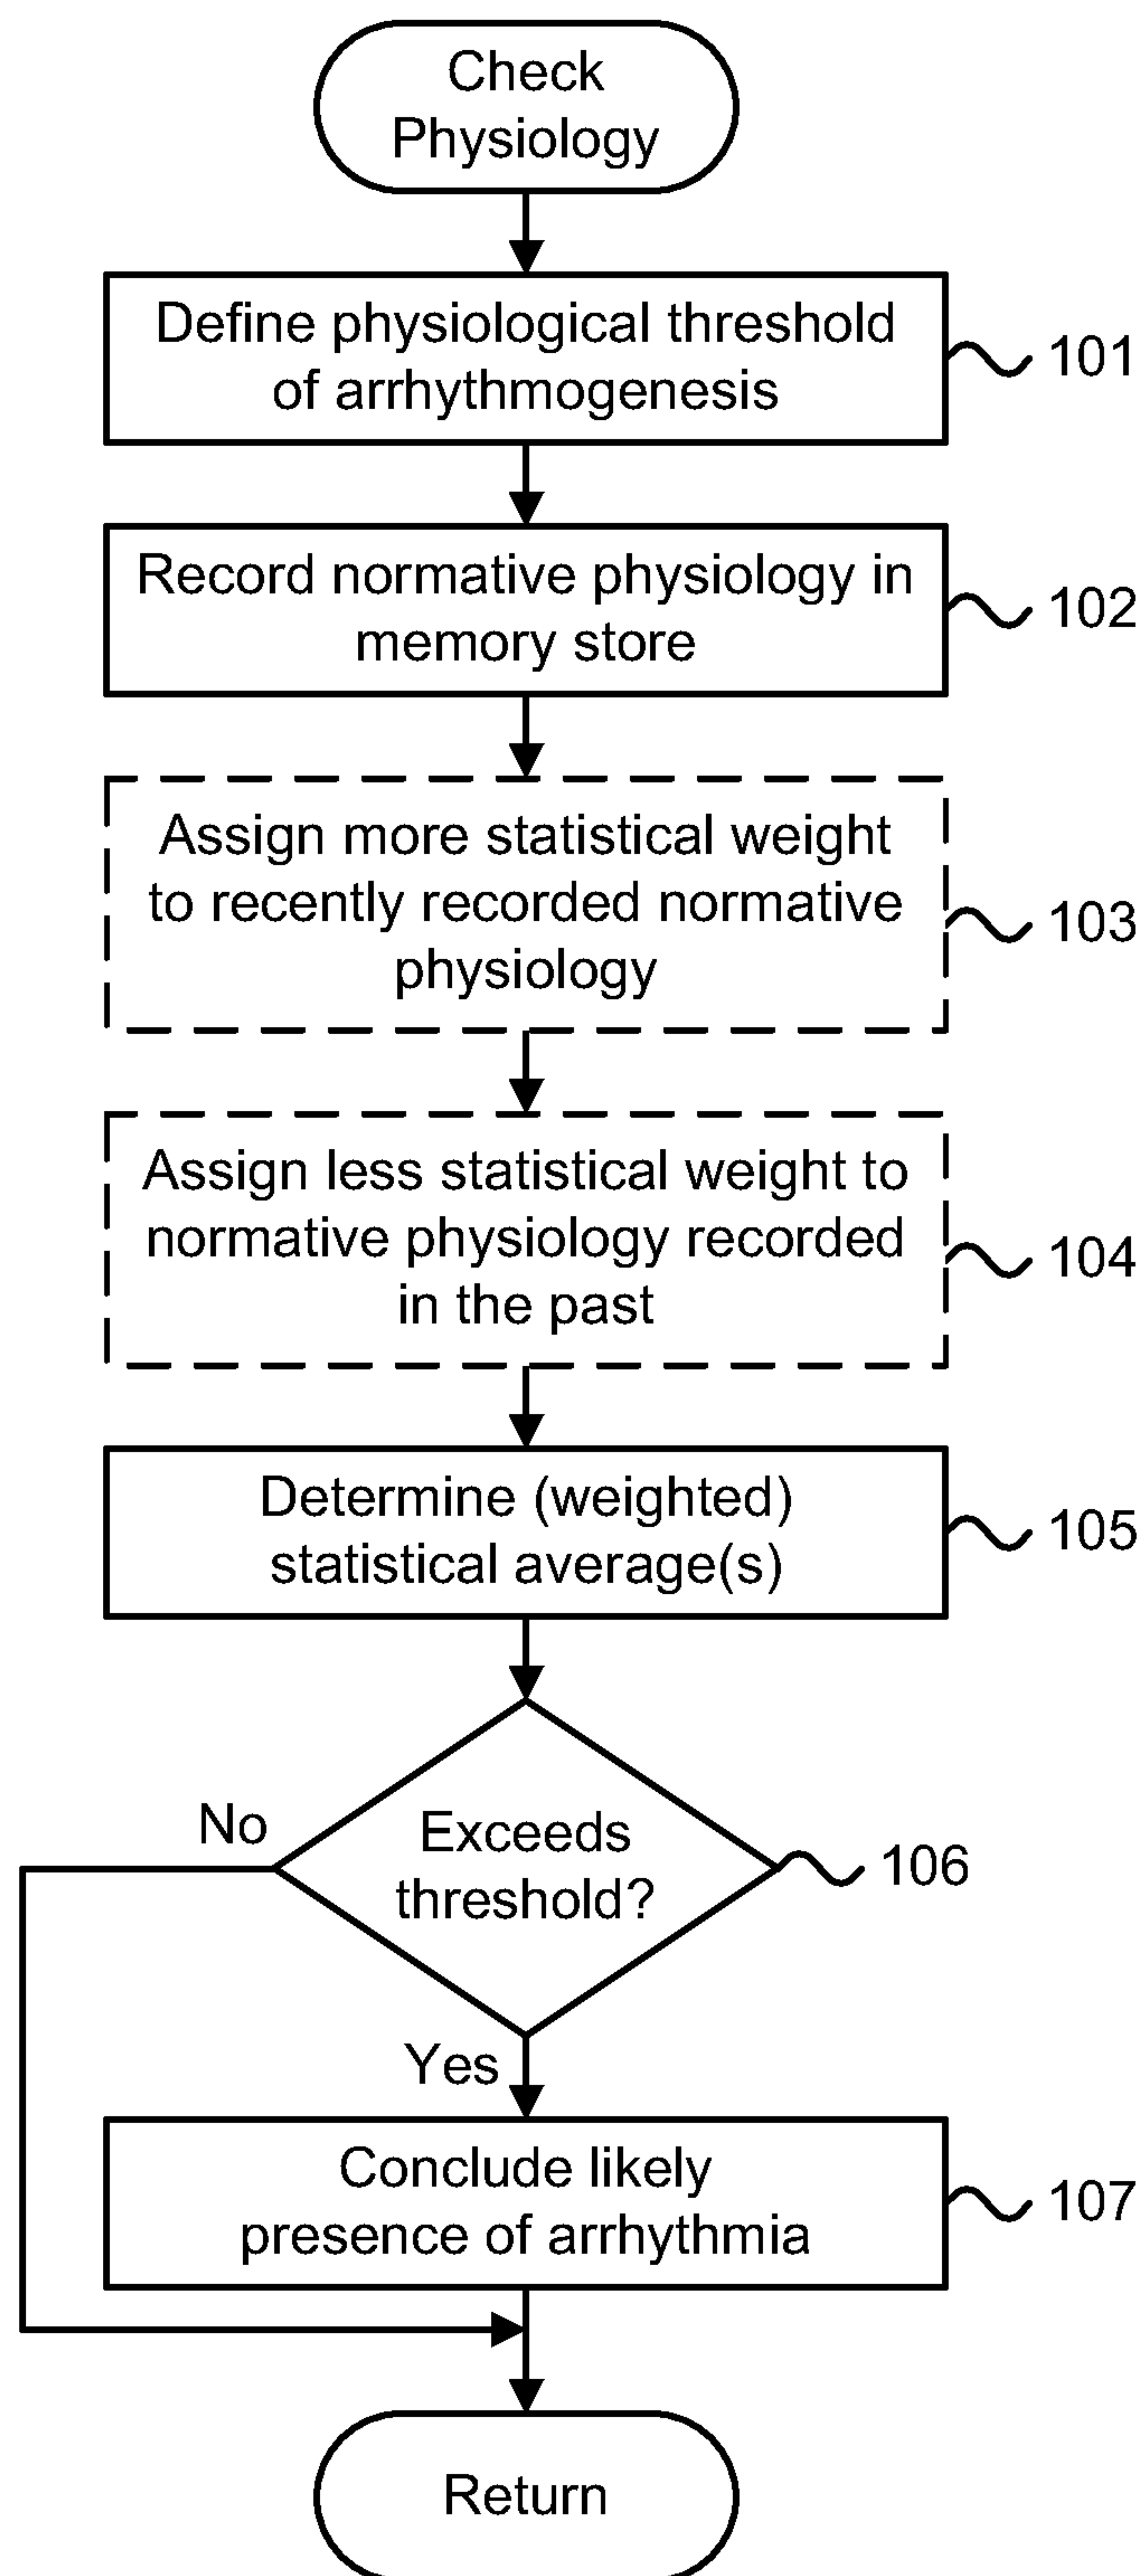 Check
Physiology
Define physiological threshold
of arrhythmogenesis
101
Record normative physiology in
memory store
102
Assign more statistical weight
to recently recorded normative
physiology
103
Assign less statistical weight to
normative physiology recorded
in the past
104
Determine (weighted)
statistical average(s)
105
No
Exceeds
threshold?
106
Yes
Conclude likely
presence of arrhythmia
107
Return